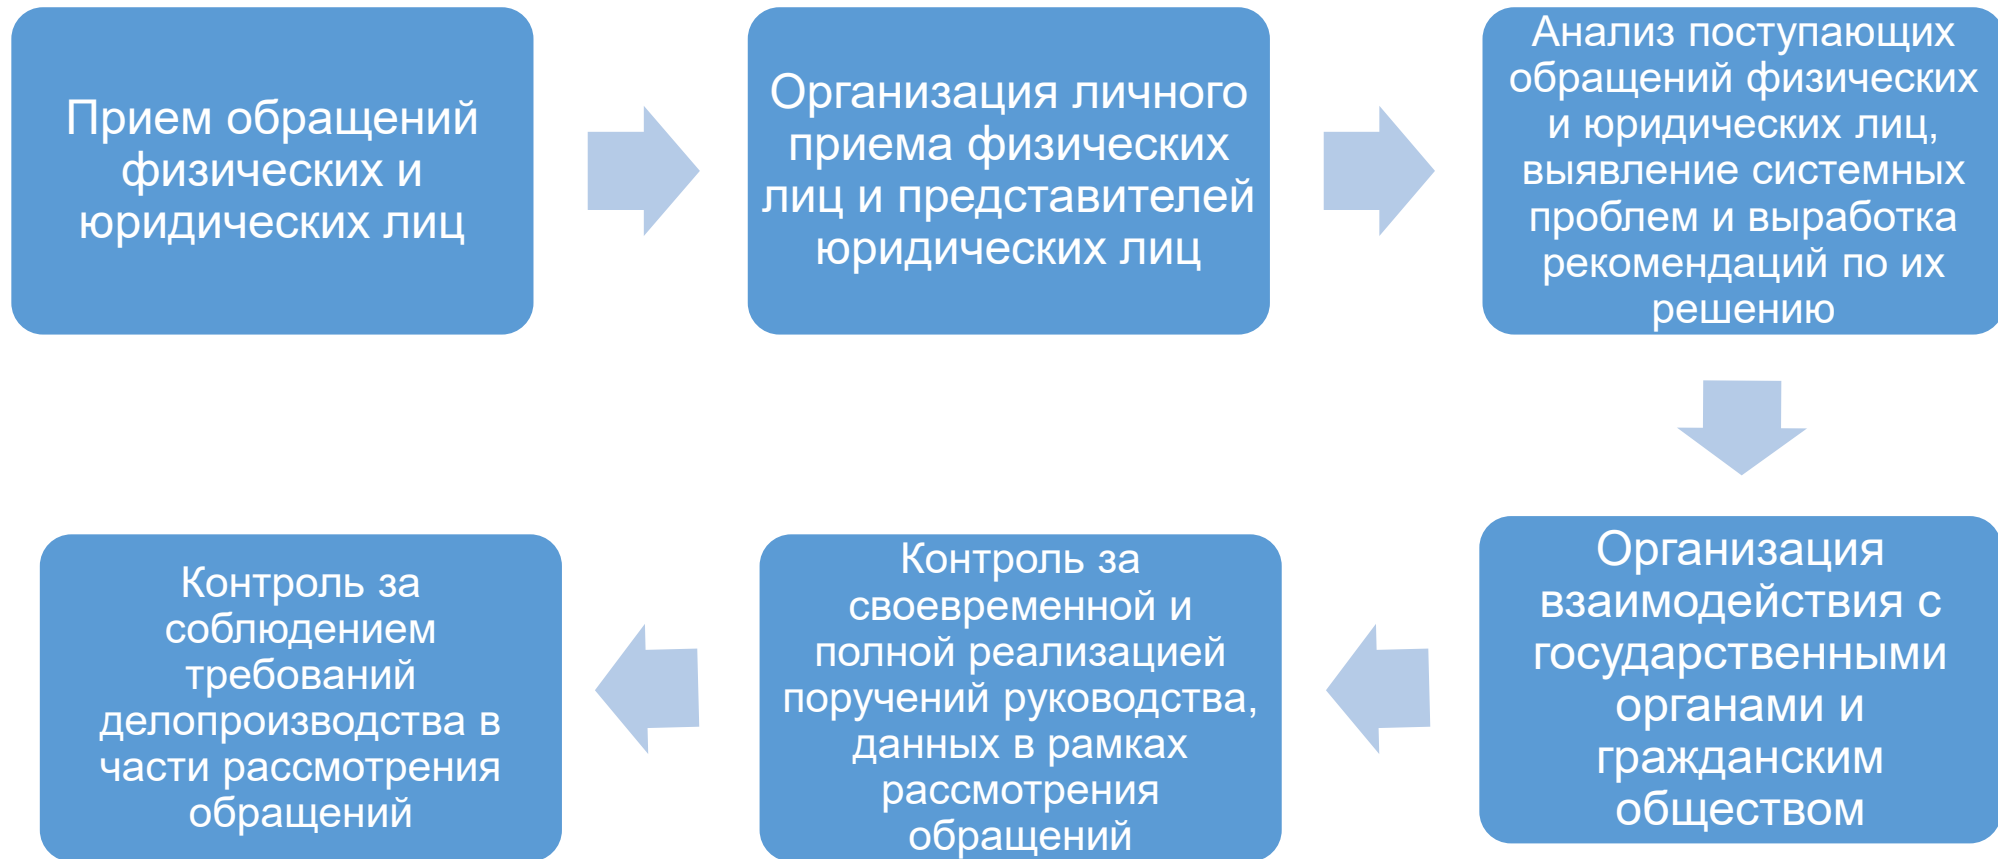 Прием обращений
физических и
юридических лиц
Организация личного
приема физических
лиц и представителей
юридических лиц
Анализ поступающих
обращений физических
и юридических лиц,
выявление системных
проблем и выработка
рекомендаций по их
решению
Организация
взаимодействия с
государственными
органами и
гражданским
обществом
Контроль за
своевременной и
полной реализацией
поручений руководства,
данных в рамках
рассмотрения
обращений
Контроль за
соблюдением
требований
делопроизводства в
части рассмотрения
обращений